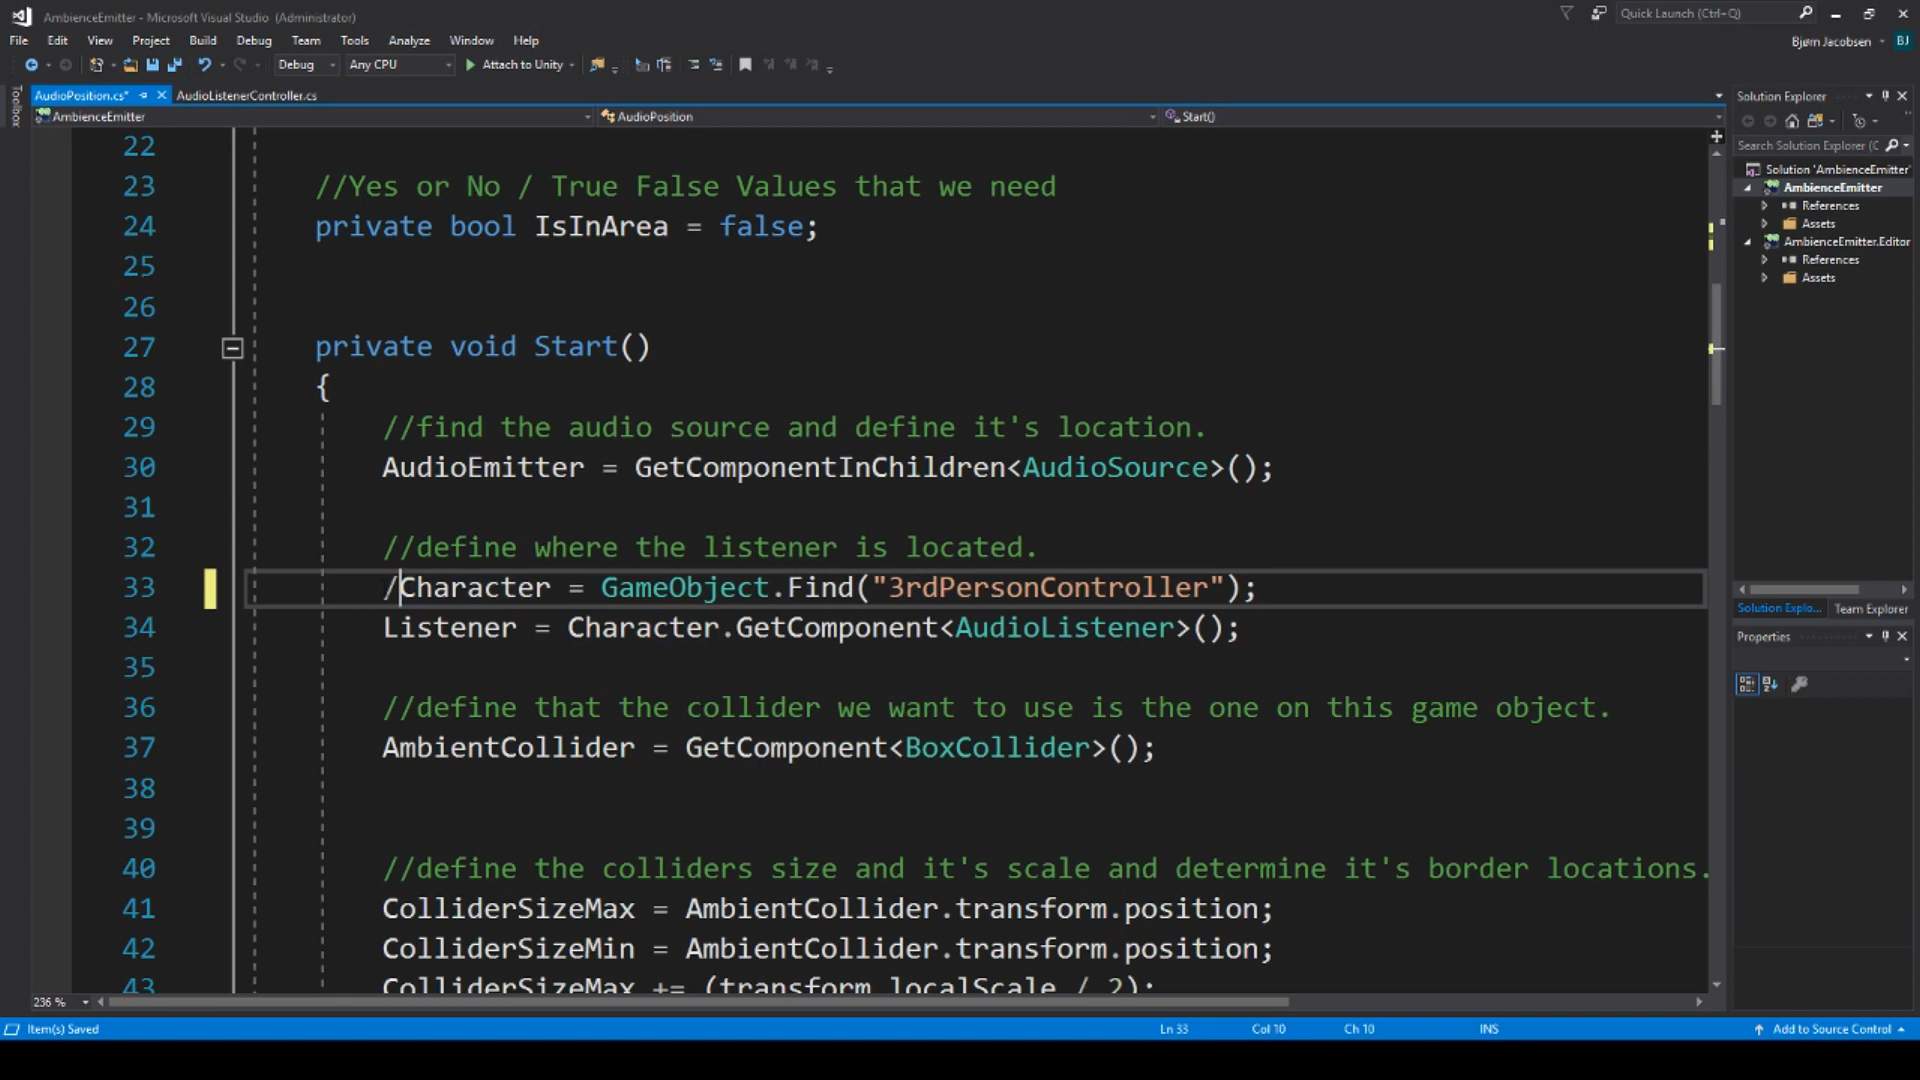 AmbienceEmitter - Microsoft Visual Studio (Administrator)
Quick Launch (Ctrl+Q)
File Edit View Project Build Debug Team Tools Analyze Window Help
Bjørn Jacobsen BJ
Debug Any CPU Attach to Unity
Toolbox
AudioPosition.cs* AudioListenerController.cs
Solution Explorer
AmbienceEmitter AudioPosition Start()
Search Solution Explorer (C
Solution 'AmbienceEmitter'
AmbienceEmitter
References
Assets
AmbienceEmitter.Editor
References
Assets
22
23 //Yes or No / True False Values that we need
24 private bool IsInArea = false;
25
26
27 private void Start()
28 {
29 //find the audio source and define it's location.
30 AudioEmitter = GetComponentInChildren<AudioSource>();
31
32 //define where the listener is located.
33 /Character = GameObject.Find("3rdPersonController");
34 Listener = Character.GetComponent<AudioListener>();
35
36 //define that the collider we want to use is the one on this game object.
37 AmbientCollider = GetComponent<BoxCollider>();
38
39
40 //define the colliders size and it's scale and determine it's border locations.
41 ColliderSizeMax = AmbientCollider.transform.position;
42 ColliderSizeMin = AmbientCollider.transform.position;
43 ColliderSizeMax += (transform.localScale / 2);
Solution Explo... Team Explorer
Properties
236 %
Item(s) Saved Ln 33 Col 10 Ch 10 INS Add to Source Control